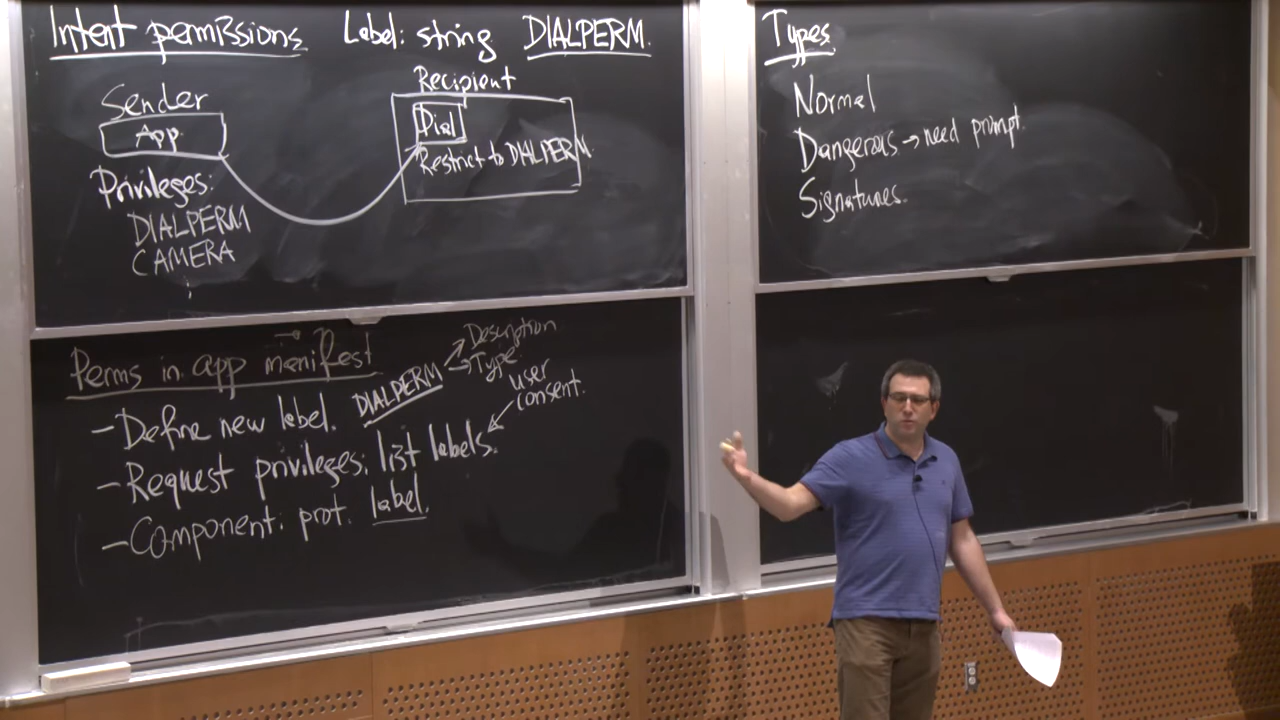 Intent permissions Label: string DIALPERM.
Sender
App
Privileges:
DIALPERM
CAMERA
Recipient
Dial
Restrict to DIALPERM
Perms in app manifest
- Define new label. DIALPERM → Description
→ Type
- Request privileges: list labels.
user
consent.
- Component: prot. label.
Types
Normal
Dangerous → need prompt.
Signatures.